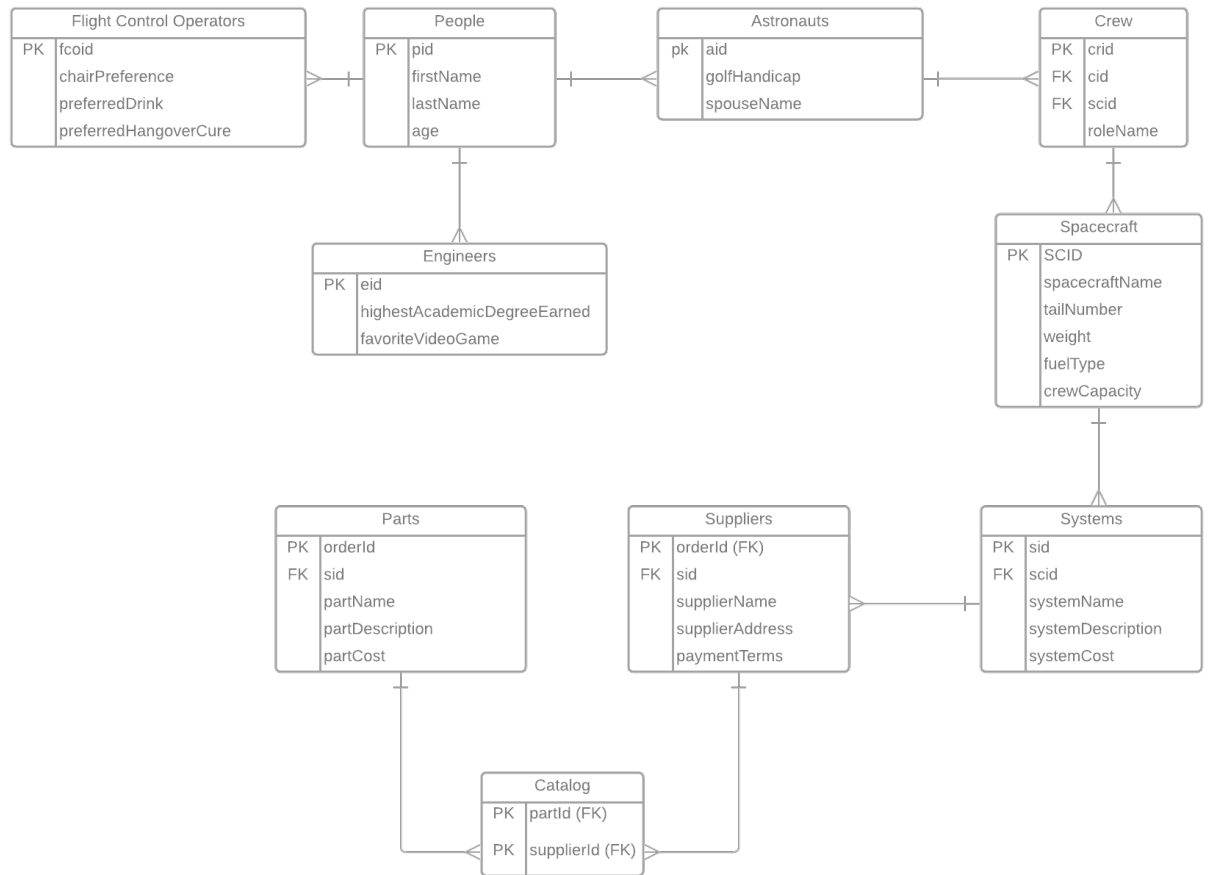 Flight Control Operators
PK fcoid
chairPreference
preferredDrink
preferredHangoverCure
People
PK pid
firstName
lastName
age
Astronauts
pk aid
golfHandicap
spouseName
Crew
PK crid
FK cid
FK scid
roleName
Engineers
PK eid
highestAcademicDegreeEarned
favoriteVideoGame
Spacecraft
PK SCID
spacecraftName
tailNumber
weight
fuelType
crewCapacity
Parts
PK orderId
FK sid
partName
partDescription
partCost
Suppliers
PK orderId (FK)
FK sid
supplierName
supplierAddress
paymentTerms
Systems
PK sid
FK scid
systemName
systemDescription
systemCost
Catalog
PK partId (FK)
PK supplierId (FK)